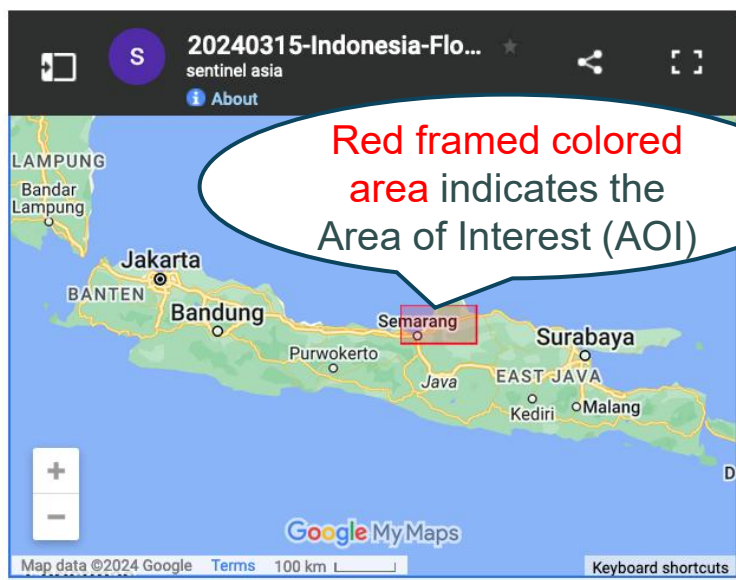 S
20240315-Indonesia-Flo...
sentinel asia
About
Red framed colored
area indicates the
Area of Interest (AOI)
LAMPUNG
Bandar
Lampung
Jakarta
BANTEN
Bandung
Semarang
Surabaya
Purwokerto
Java
EAST JAVA
Kediri
Malang
+
D
−
Google My Maps
Map data ©2024 Google
Terms
100 km
Keyboard shortcuts